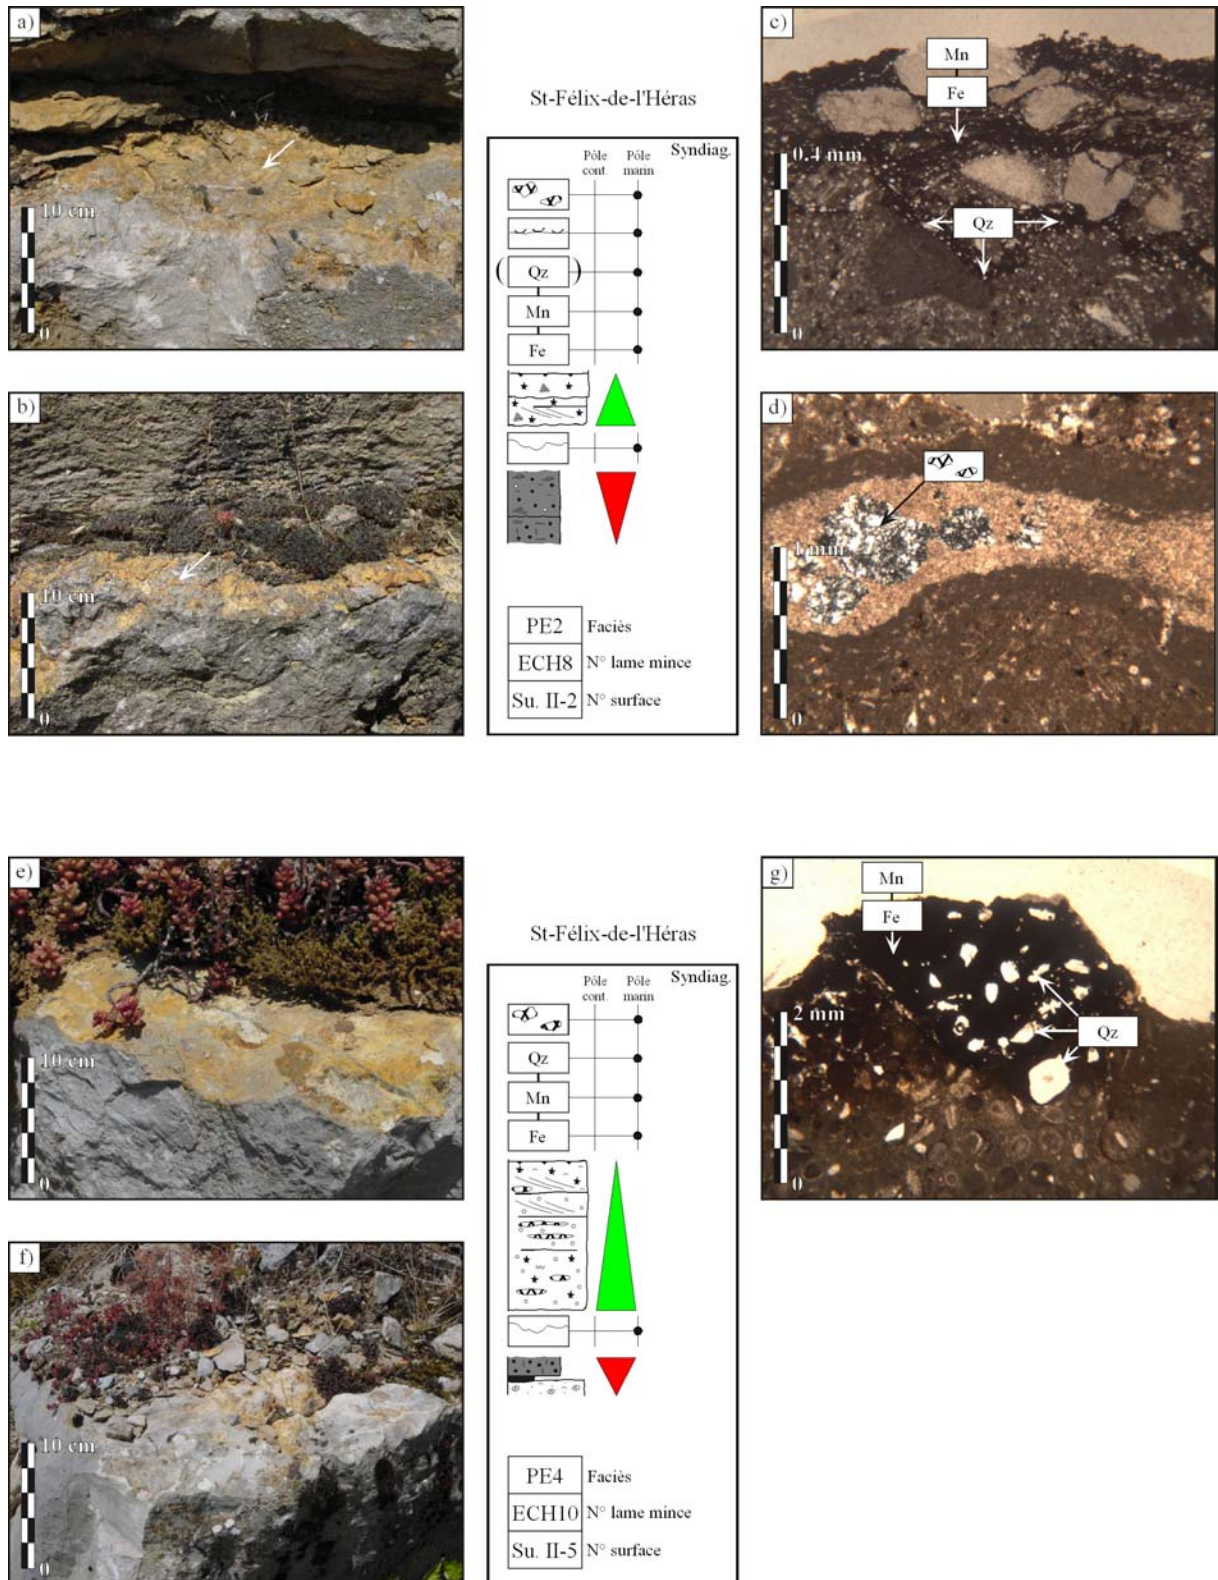 a)
10 cm
0
b)
10 cm
0
St-Félix-de-l'Héras
Pôle cont.
Pôle marin
Syndiag.
( Qz )
Mn
Fe
PE2 Faciès
ECH8 N° lame mince
Su. II-2 N° surface
c)
Mn
Fe
0.4 mm
Qz
0
d)
1 mm
0
e)
10 cm
0
f)
10 cm
0
St-Félix-de-l'Héras
Pôle cont.
Pôle marin
Syndiag.
Qz
Mn
Fe
PE4 Faciès
ECH10 N° lame mince
Su. II-5 N° surface
g)
Mn
Fe
2 mm
Qz
0